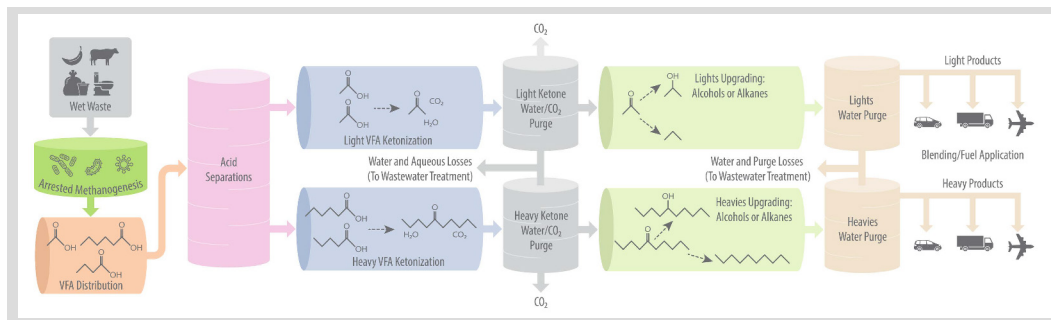 Wet Waste
Arrested Methanogenesis
OH
OH
OH
O
O
O
VFA Distribution
Acid
Separations
O
OH
O
OH
O
CO₂
H₂O
Light VFA Ketonization
O
OH
O
OH
O
H₂O
CO₂
Heavy VFA Ketonization
CO₂
Light Ketone
Water/CO₂
Purge
Water and Aqueous Losses
(To Wastewater Treatment)
Heavy Ketone
Water/CO₂
Purge
CO₂
Lights Upgrading:
Alcohols or Alkanes
OH
O
Water and Purge Losses
(To Wastewater Treatment)
Heavies Upgrading:
Alcohols or Alkanes
OH
O
Lights
Water Purge
Heavies
Water Purge
Light Products
Blending/Fuel Application
Heavy Products